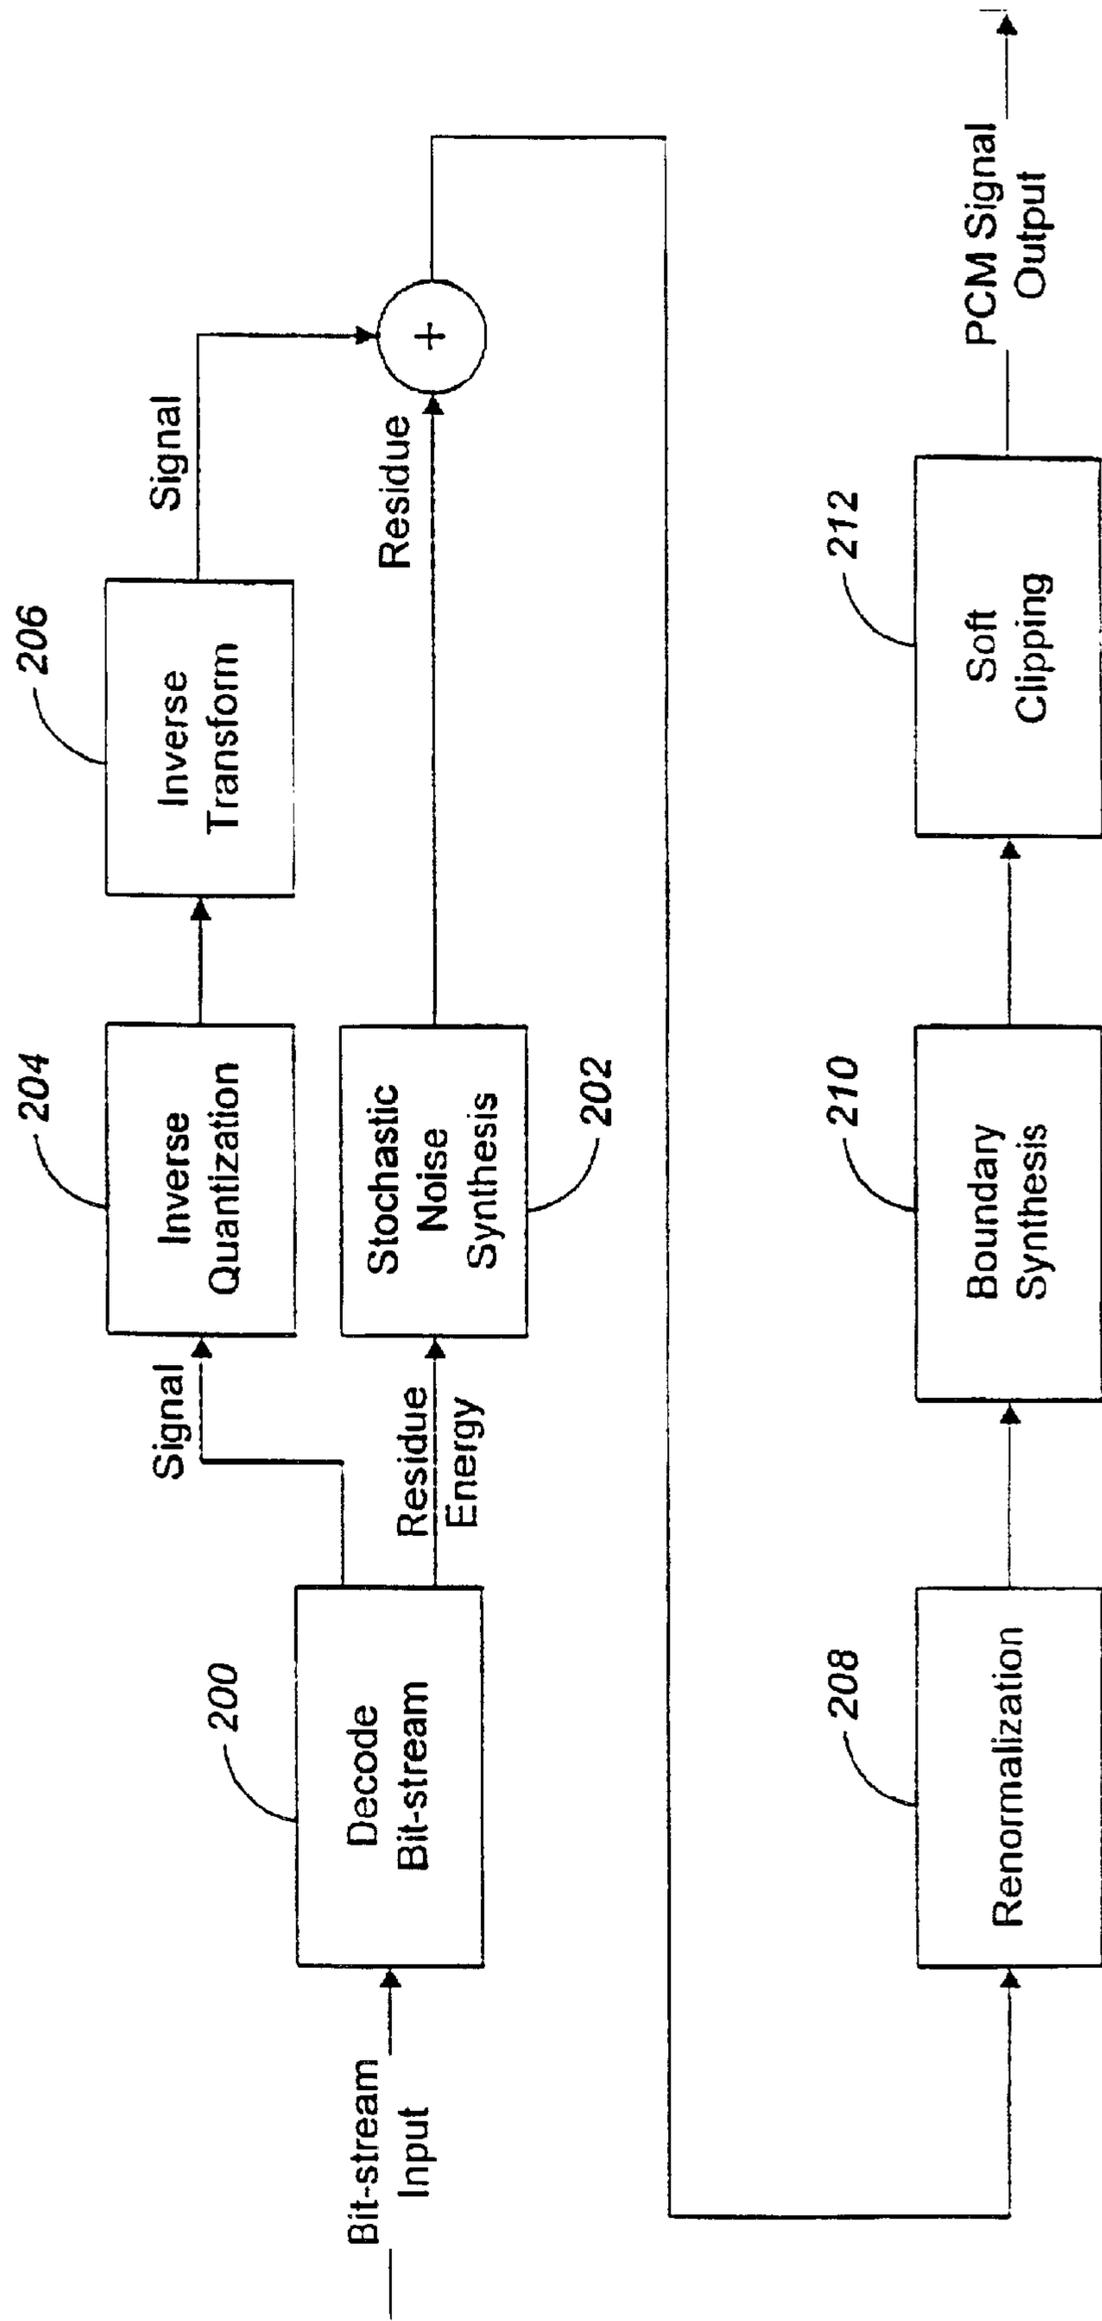 Bit-stream
Input
200
Decode
Bit-stream
Signal
Residue
Energy
204
Inverse
Quantization
Stochastic
Noise
Synthesis
202
206
Inverse
Transform
Signal
Residue
+
208
Renormalization
210
Boundary
Synthesis
212
Soft
Clipping
PCM Signal
Output